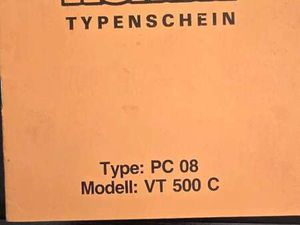 TYPENSCHEIN
Type: PC 08
Modell: VT 500 C